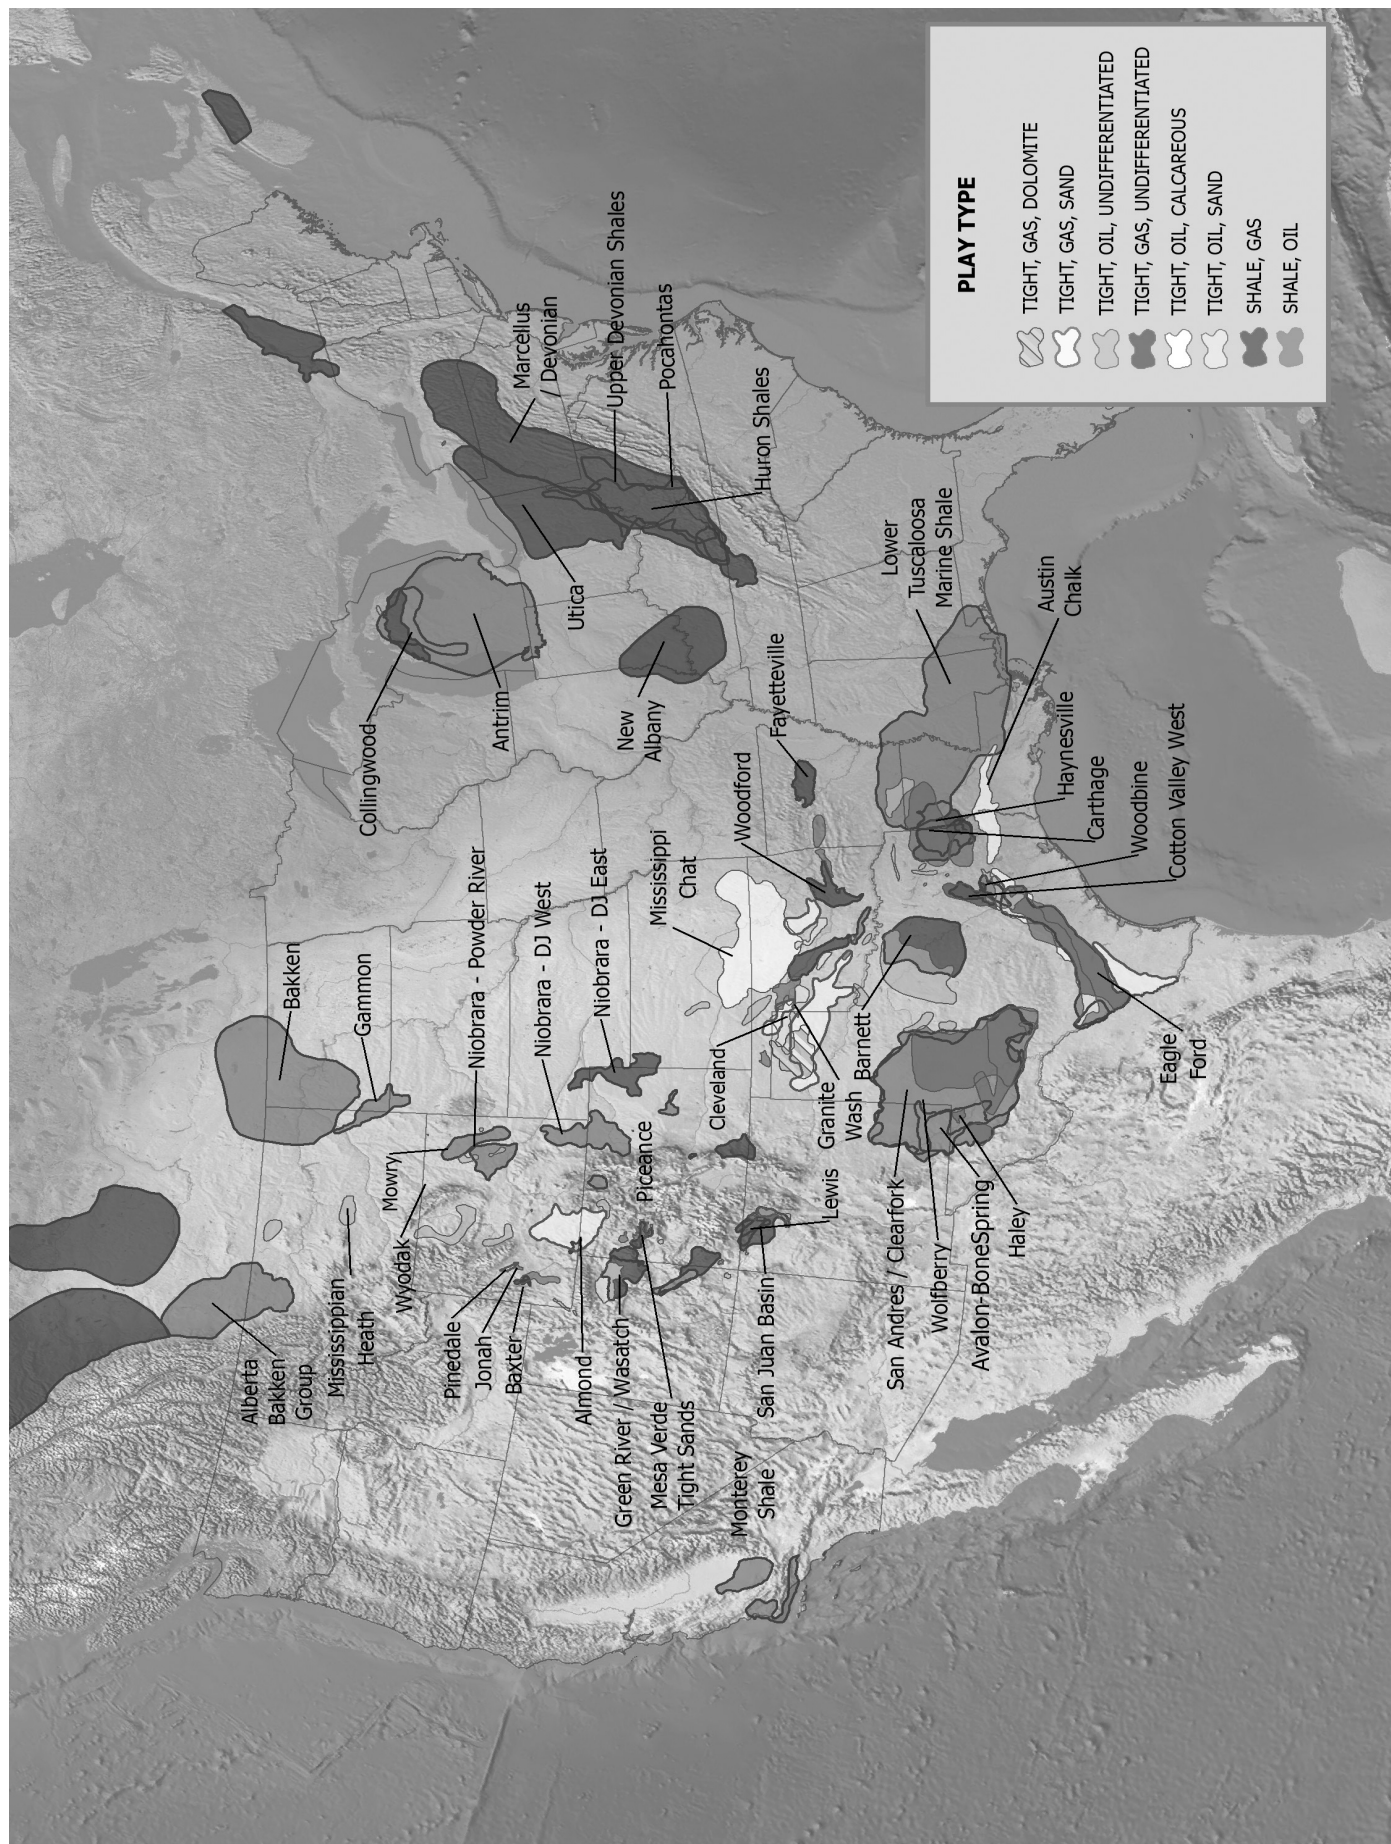 Alberta
Bakken
Group
Bakken
Mississippian
Heath
Gammon
Collingwood
Mowry
Wyodak
Pinedale
Jonah
Baxter
Niobrara - Powder River
Antrim
Marcellus
/ Devonian
Niobrara - DJ West
Almond
Utica
Niobrara - DJ East
Upper Devonian Shales
Green River / Wasatch
New
Albany
Piceance
Mesa Verde
Tight Sands
Mississippi
Chat
Pocahontas
Cleveland
Monterey
Shale
Woodford
Huron Shales
San Juan Basin
Fayetteville
Lewis
Granite
Wash
Barnett
San Andres / Clearfork
Lower
Tuscaloosa
Marine Shale
Wolfberry
Avalon-BoneSpring
Haley
Austin
Chalk
Haynesville
Carthage
Woodbine
Cotton Valley West
Eagle
Ford
PLAY TYPE
TIGHT, GAS, DOLOMITE
TIGHT, GAS, SAND
TIGHT, OIL, UNDIFFERENTIATED
TIGHT, GAS, UNDIFFERENTIATED
TIGHT, OIL, CALCAREOUS
TIGHT, OIL, SAND
SHALE, GAS
SHALE, OIL